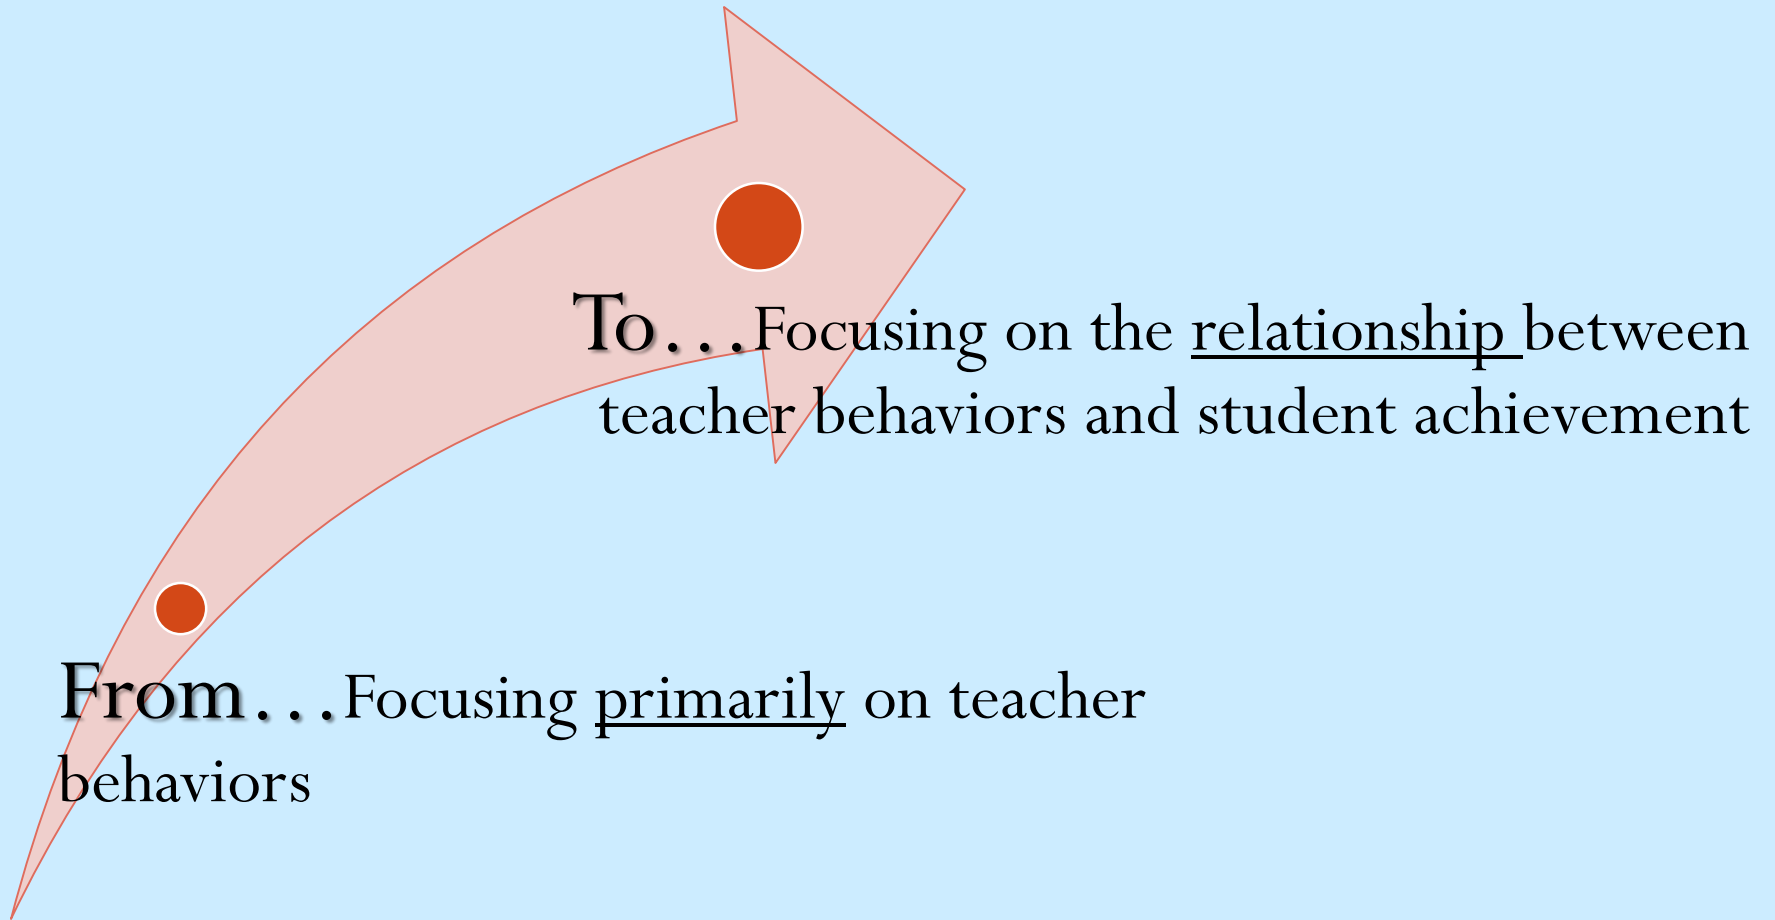 To…Focusing on the relationship between
teacher behaviors and student achievement
From…Focusing primarily on teacher
behaviors